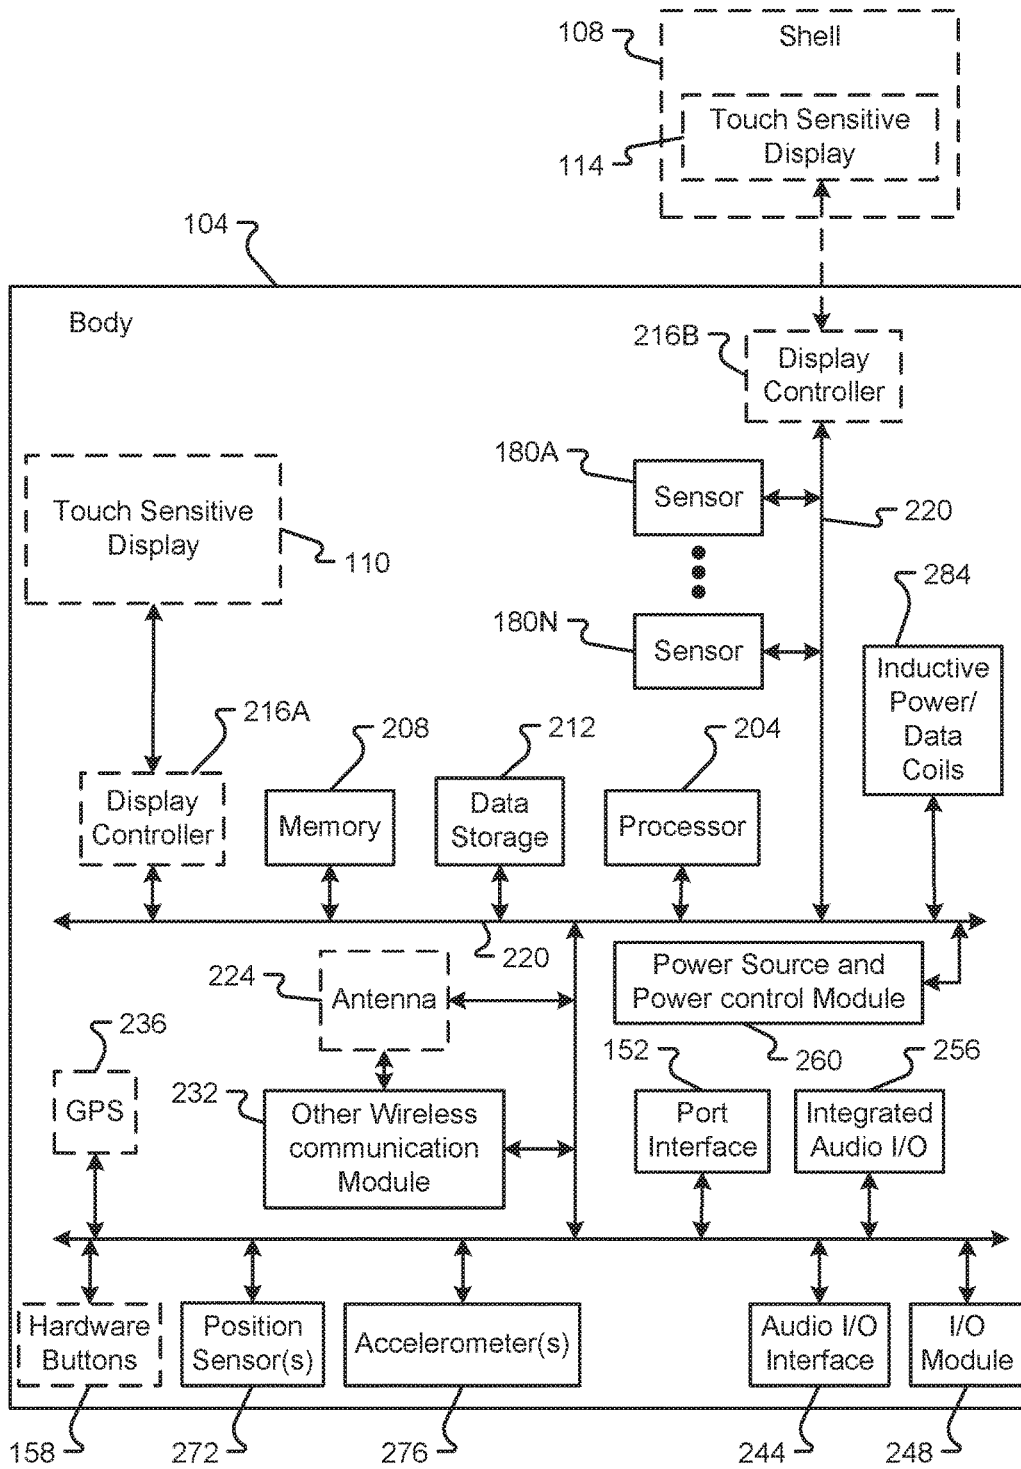 108
Shell
Touch Sensitive
Display
114
104
Body
216B
Display
Controller
180A
Sensor
220
Touch Sensitive
Display
110
284
180N
Sensor
Inductive
Power/
Data
Coils
216A
208
212
204
Display
Controller
Memory
Data
Storage
Processor
220
224
Antenna
Power Source and
Power control Module
236
152
260
256
GPS
232
Other Wireless
communication
Module
Port
Interface
Integrated
Audio I/O
Hardware
Buttons
Position
Sensor(s)
Accelerometer(s)
Audio I/O
Interface
I/O
Module
158
272
276
244
248